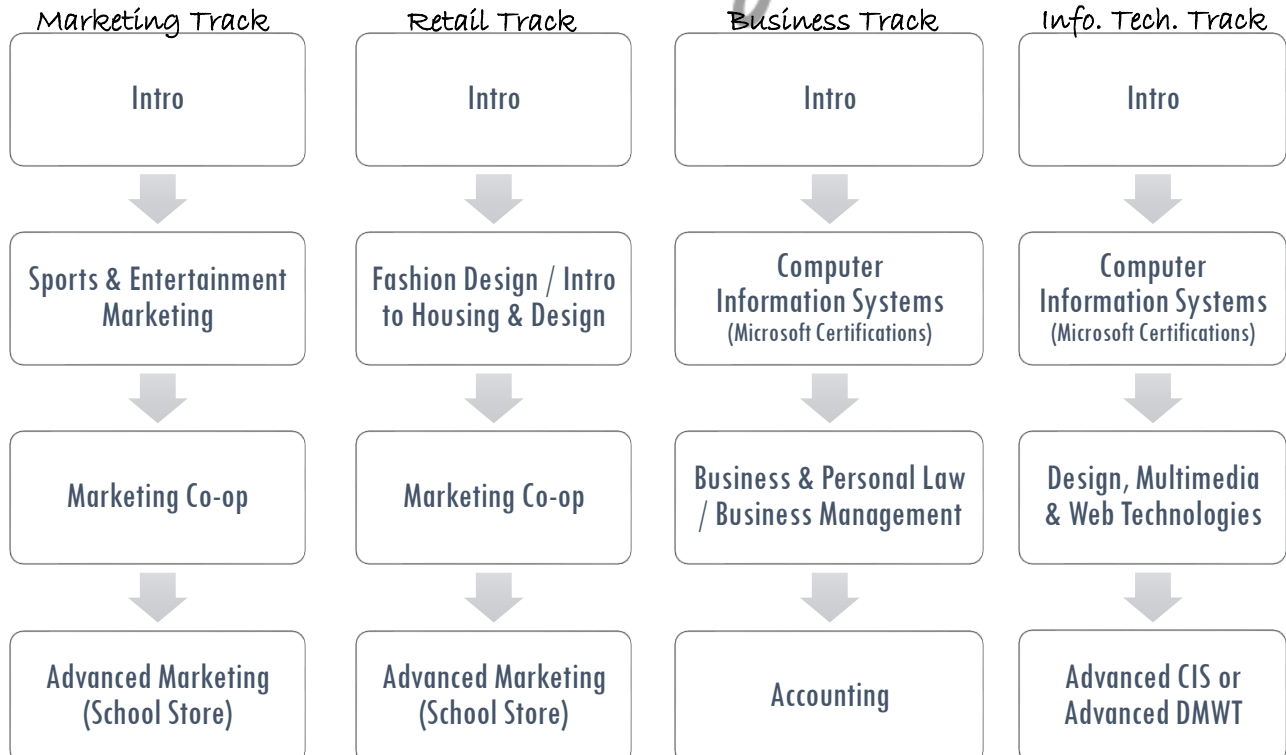 Marketing Track
Intro
Sports & Entertainment
Marketing
Marketing Co-op
Advanced Marketing
(School Store)
Retail Track
Intro
Fashion Design / Intro
to Housing & Design
Marketing Co-op
Advanced Marketing
(School Store)
Business Track
Intro
Computer
Information Systems
(Microsoft Certifications)
Business & Personal Law
/ Business Management
Accounting
Info. Tech. Track
Intro
Computer
Information Systems
(Microsoft Certifications)
Design, Multimedia
& Web Technologies
Advanced CIS or
Advanced DMWT